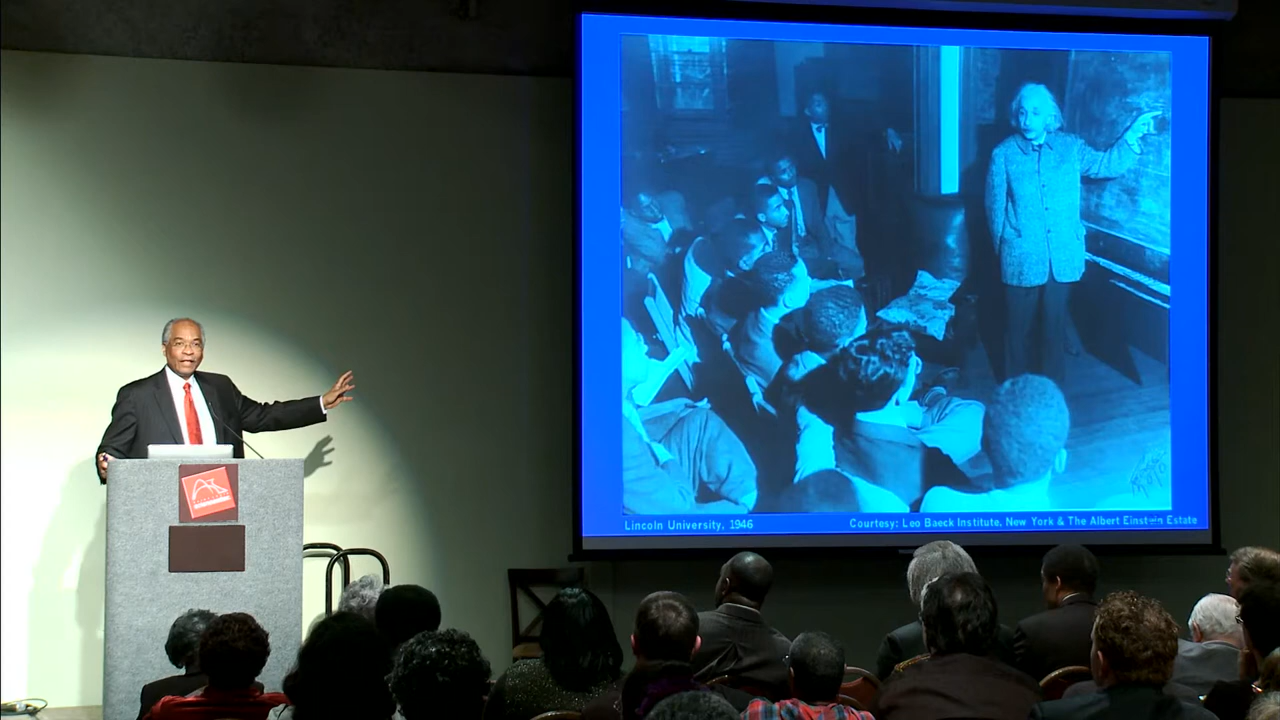 Lincoln University, 1946
Courtesy: Leo Baeck Institute, New York & The Albert Einstein Estate